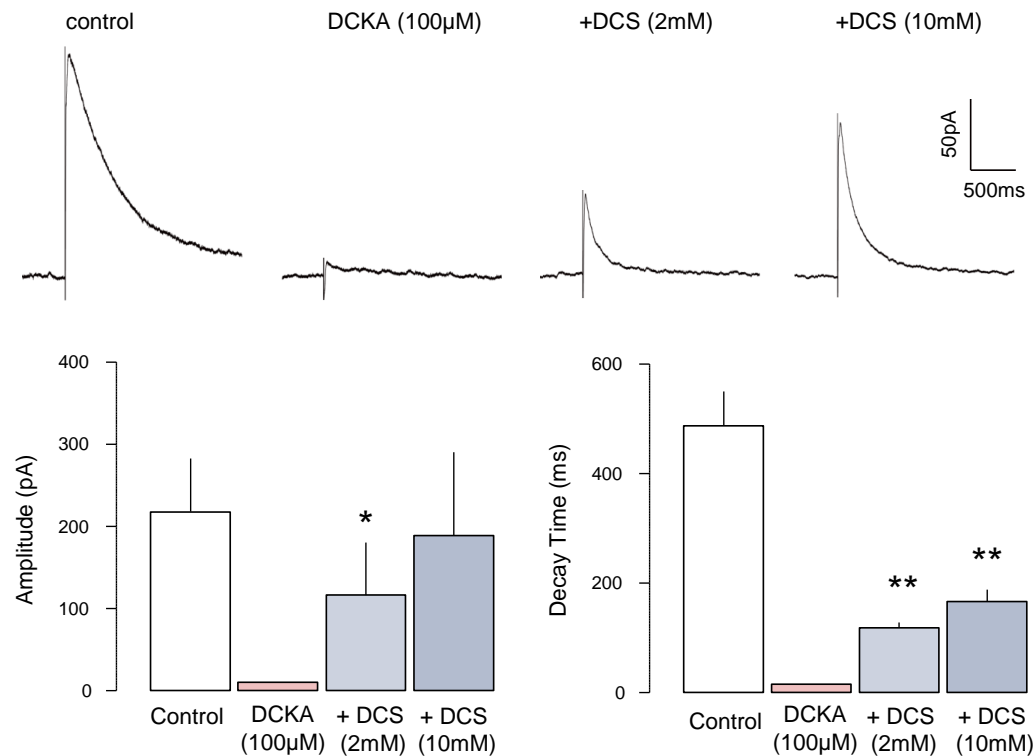 control
DCKA (100µM)
+DCS (2mM)
+DCS (10mM)
50pA
500ms
Amplitude (pA)
400
300
200
100
0
*
Control
DCKA
(100µM)
+ DCS
(2mM)
+ DCS
(10mM)
Decay Time (ms)
600
400
200
0
**
**
Control
DCKA
(100µM)
+ DCS
(2mM)
+ DCS
(10mM)